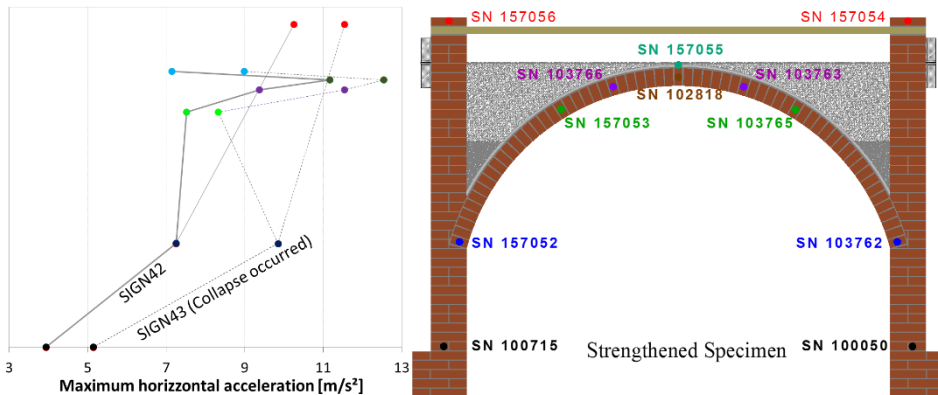 SIGN42
SIGN43 (Collapse occurred)
3 5 7 9 11 13
Maximum horizzontal acceleration [m/s²]
SN 157056
SN 157054
SN 157055
SN 103766
SN 103763
SN 102818
SN 157053
SN 103765
SN 157052
SN 103762
SN 100715
SN 100050
Strengthened Specimen